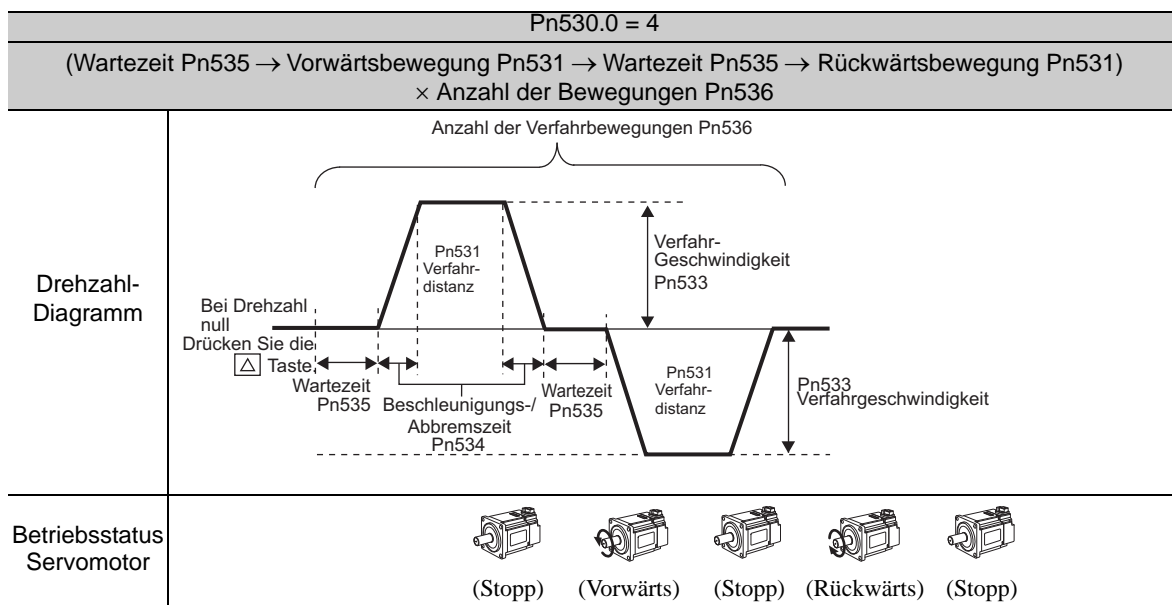 Pn530.0 = 4
(Wartezeit Pn535 → Vorwärtsbewegung Pn531 → Wartezeit Pn535 → Rückwärtsbewegung Pn531)
× Anzahl der Bewegungen Pn536
Drehzahl-
Diagramm
Anzahl der Verfahrbewegungen Pn536
Pn531
Verfahr-
distanz
Verfahr-
Geschwindigkeit
Pn533
Bei Drehzahl
null
Drücken Sie die
△ Taste.
Wartezeit
Pn535
Beschleunigungs-/
Abbremszeit
Pn534
Wartezeit
Pn535
Pn531
Verfahr-
distanz
Pn533
Verfahrgeschwindigkeit
Betriebsstatus
Servomotor
(Stopp) (Vorwärts) (Stopp) (Rückwärts) (Stopp)